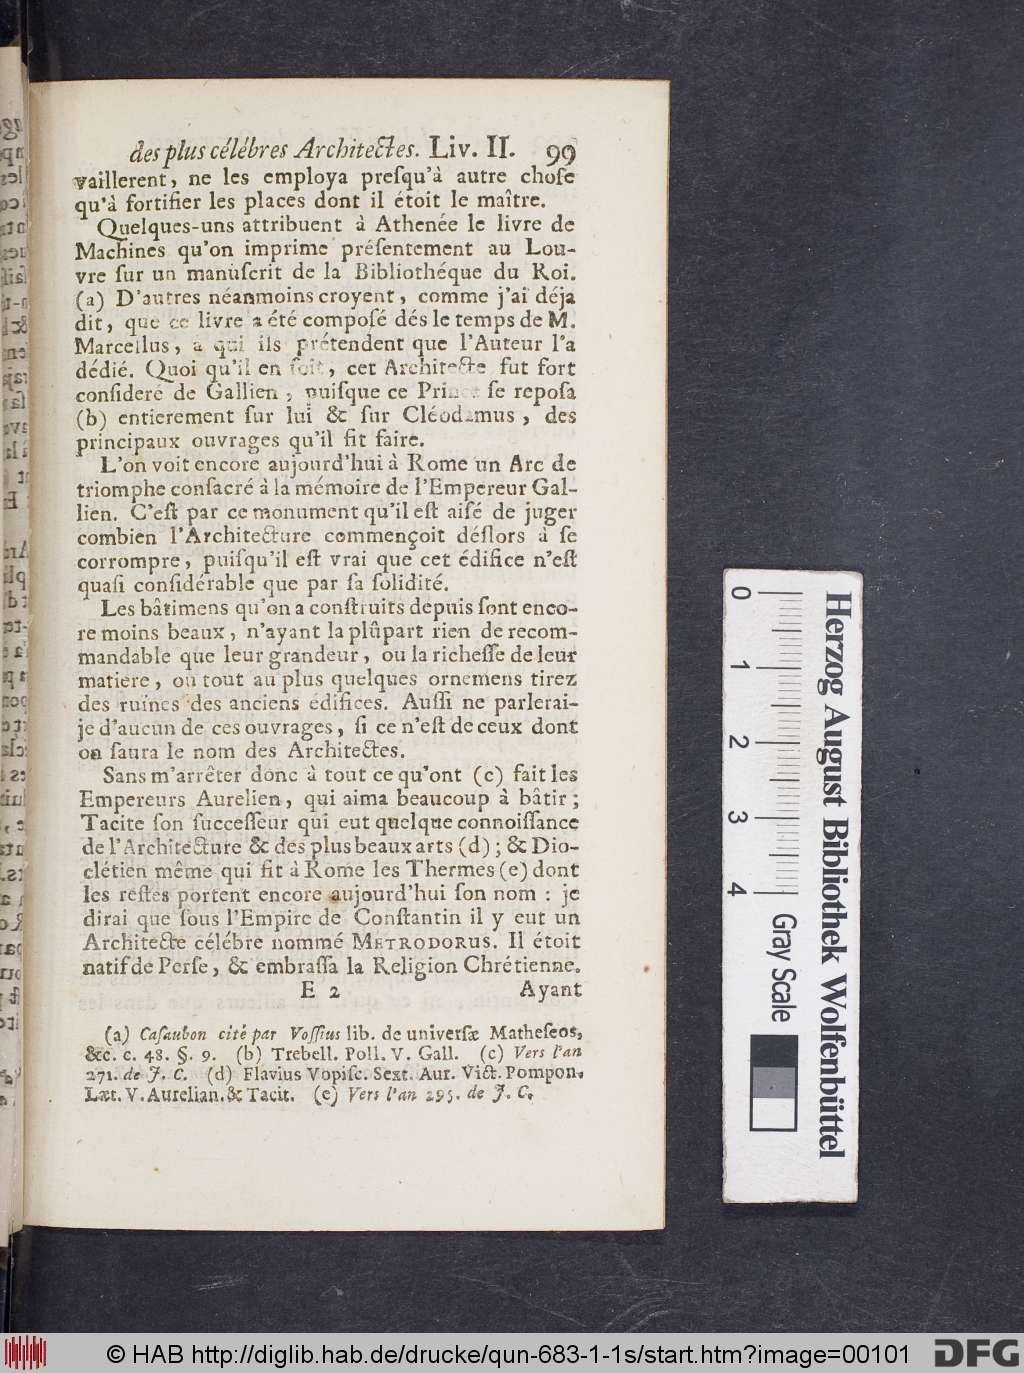 des plus célébres Architectes. Liv. II. 99
vaillerent, ne les employa presqu'à autre chose
qu'à fortifier les places dont il étoit le maître.
Quelques-uns attribuent à Athenée le livre de
Machines qu'on imprime présentement au Lou-
vre sur un manuscrit de la Bibliothéque du Roi.
(a) D'autres néanmoins croyent, comme j'ai déja
dit, que ce livre a été composé dés le temps de M.
Marcellus, à qui ils prétendent que l'Auteur l'a
dédié. Quoi qu'il en soit, cet Architecte fut fort
consideré de Gallien, puisque ce Prince se reposa
(b) entierement sur lui & sur Cléodamus, des
principaux ouvrages qu'il fit faire.
L'on voit encore aujourd'hui à Rome un Arc de
triomphe consacré à la mémoire de l'Empereur Gal-
lien. C'est par ce monument qu'il est aisé de juger
combien l'Architecture commençoit déslors à se
corrompre, puisqu'il est vrai que cet édifice n'est
quasi considérable que par sa solidité.
Les bâtimens qu'on a construits depuis sont enco-
re moins beaux, n'ayant la plûpart rien de recom-
mandable que leur grandeur, ou la richesse de leur
matiere, ou tout au plus quelques ornemens tirez
des ruines des anciens édifices. Aussi ne parlerai-
je d'aucun de ces ouvrages, si ce n'est de ceux dont
on saura le nom des Architectes.
Sans m'arrêter donc à tout ce qu'ont (c) fait les
Empereurs Aurelien, qui aima beaucoup à bâtir;
Tacite son successeur qui eut quelque connoissance
de l'Architecture & des plus beaux arts (d); & Dio-
clétien même qui fit à Rome les Thermes (e) dont
les restes portent encore aujourd'hui son nom : je
dirai que sous l'Empire de Constantin il y eut un
Architecte célébre nommé METRODORUS. Il étoit
natif de Perse, & embrassa la Religion Chrétienne.
E 2 Ayant
(a) Casaubon cité par Vossius lib. de universæ Matheseos,
&c. c. 48. §. 9. (b) Trebell. Poll. V. Gall. (c) Vers l'an
271. de J. C. (d) Flavius Vopisc. Sext. Aur. Vict. Pompon.
Læt. V. Aurelian. & Tacit. (e) Vers l'an 295. de J. C.
0 1 2 3 4 Gray Scale
Herzog August Bibliothek Wolfenbüttel
© HAB http://diglib.hab.de/drucke/qun-683-1-1s/start.htm?image=00101 DFG